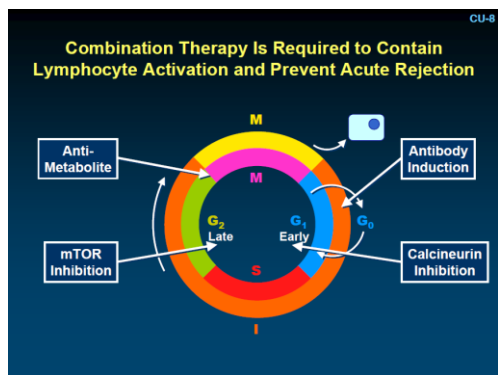 CU-8
Combination Therapy Is Required to Contain
Lymphocyte Activation and Prevent Acute Rejection
M
Anti-
Metabolite
Antibody
Induction
M
G2
Late
G1
Early
G0
mTOR
Inhibition
Calcineurin
Inhibition
S
I